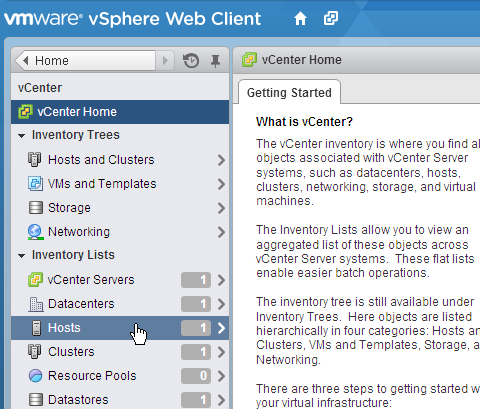 vmware® vSphere Web Client
Home
vCenter
vCenter Home
Inventory Trees
Hosts and Clusters
VMs and Templates
Storage
Networking
Inventory Lists
vCenter Servers 1
Datacenters 1
Hosts 1
Clusters 1
Resource Pools 0
Datastores 1
vCenter Home
Getting Started
What is vCenter?
The vCenter inventory is where you find al
objects associated with vCenter Server
systems, such as datacenters, hosts,
clusters, networking, storage, and virtual
machines.
The Inventory Lists allow you to view an
aggregated list of these objects across
vCenter Server systems. These flat lists
enable easier batch operations.
The inventory tree is still available under
Inventory Trees. Here objects are listed
hierarchically in four categories: Hosts an
Clusters, VMs and Templates, Storage, a
Networking.
There are three steps to getting started w
your virtual infrastructure: